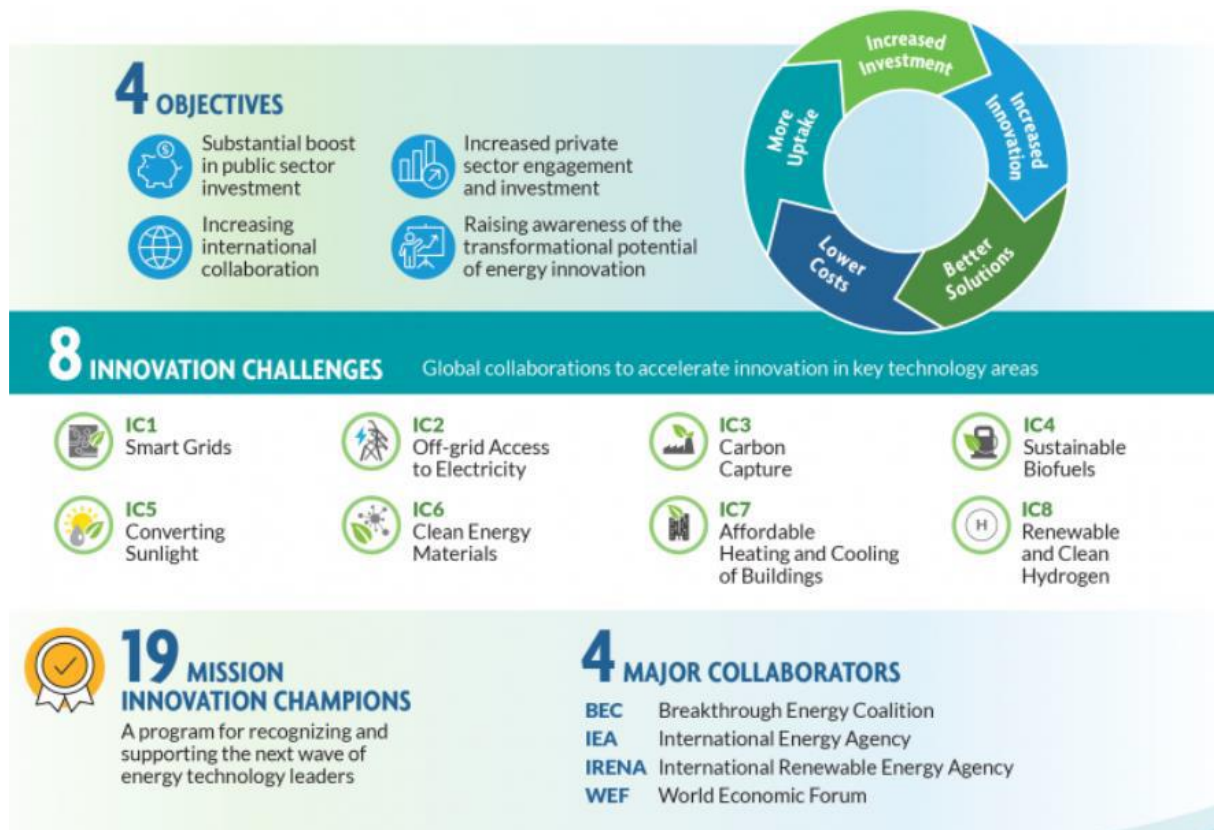 4 OBJECTIVES
Substantial boost
in public sector
investment
Increased private
sector engagement
and investment
Increasing
international
collaboration
Raising awareness of the
transformational potential
of energy innovation
Increased
Investment
Increased
Innovation
Better
Solutions
Lower
Costs
More
Uptake
8 INNOVATION CHALLENGES
Global collaborations to accelerate innovation in key technology areas
IC1
Smart Grids
IC2
Off-grid Access
to Electricity
IC3
Carbon
Capture
IC4
Sustainable
Biofuels
IC5
Converting
Sunlight
IC6
Clean Energy
Materials
IC7
Affordable
Heating and Cooling
of Buildings
H
IC8
Renewable
and Clean
Hydrogen
19 MISSION
INNOVATION CHAMPIONS
A program for recognizing and
supporting the next wave of
energy technology leaders
4 MAJOR COLLABORATORS
BEC Breakthrough Energy Coalition
IEA International Energy Agency
IRENA International Renewable Energy Agency
WEF World Economic Forum